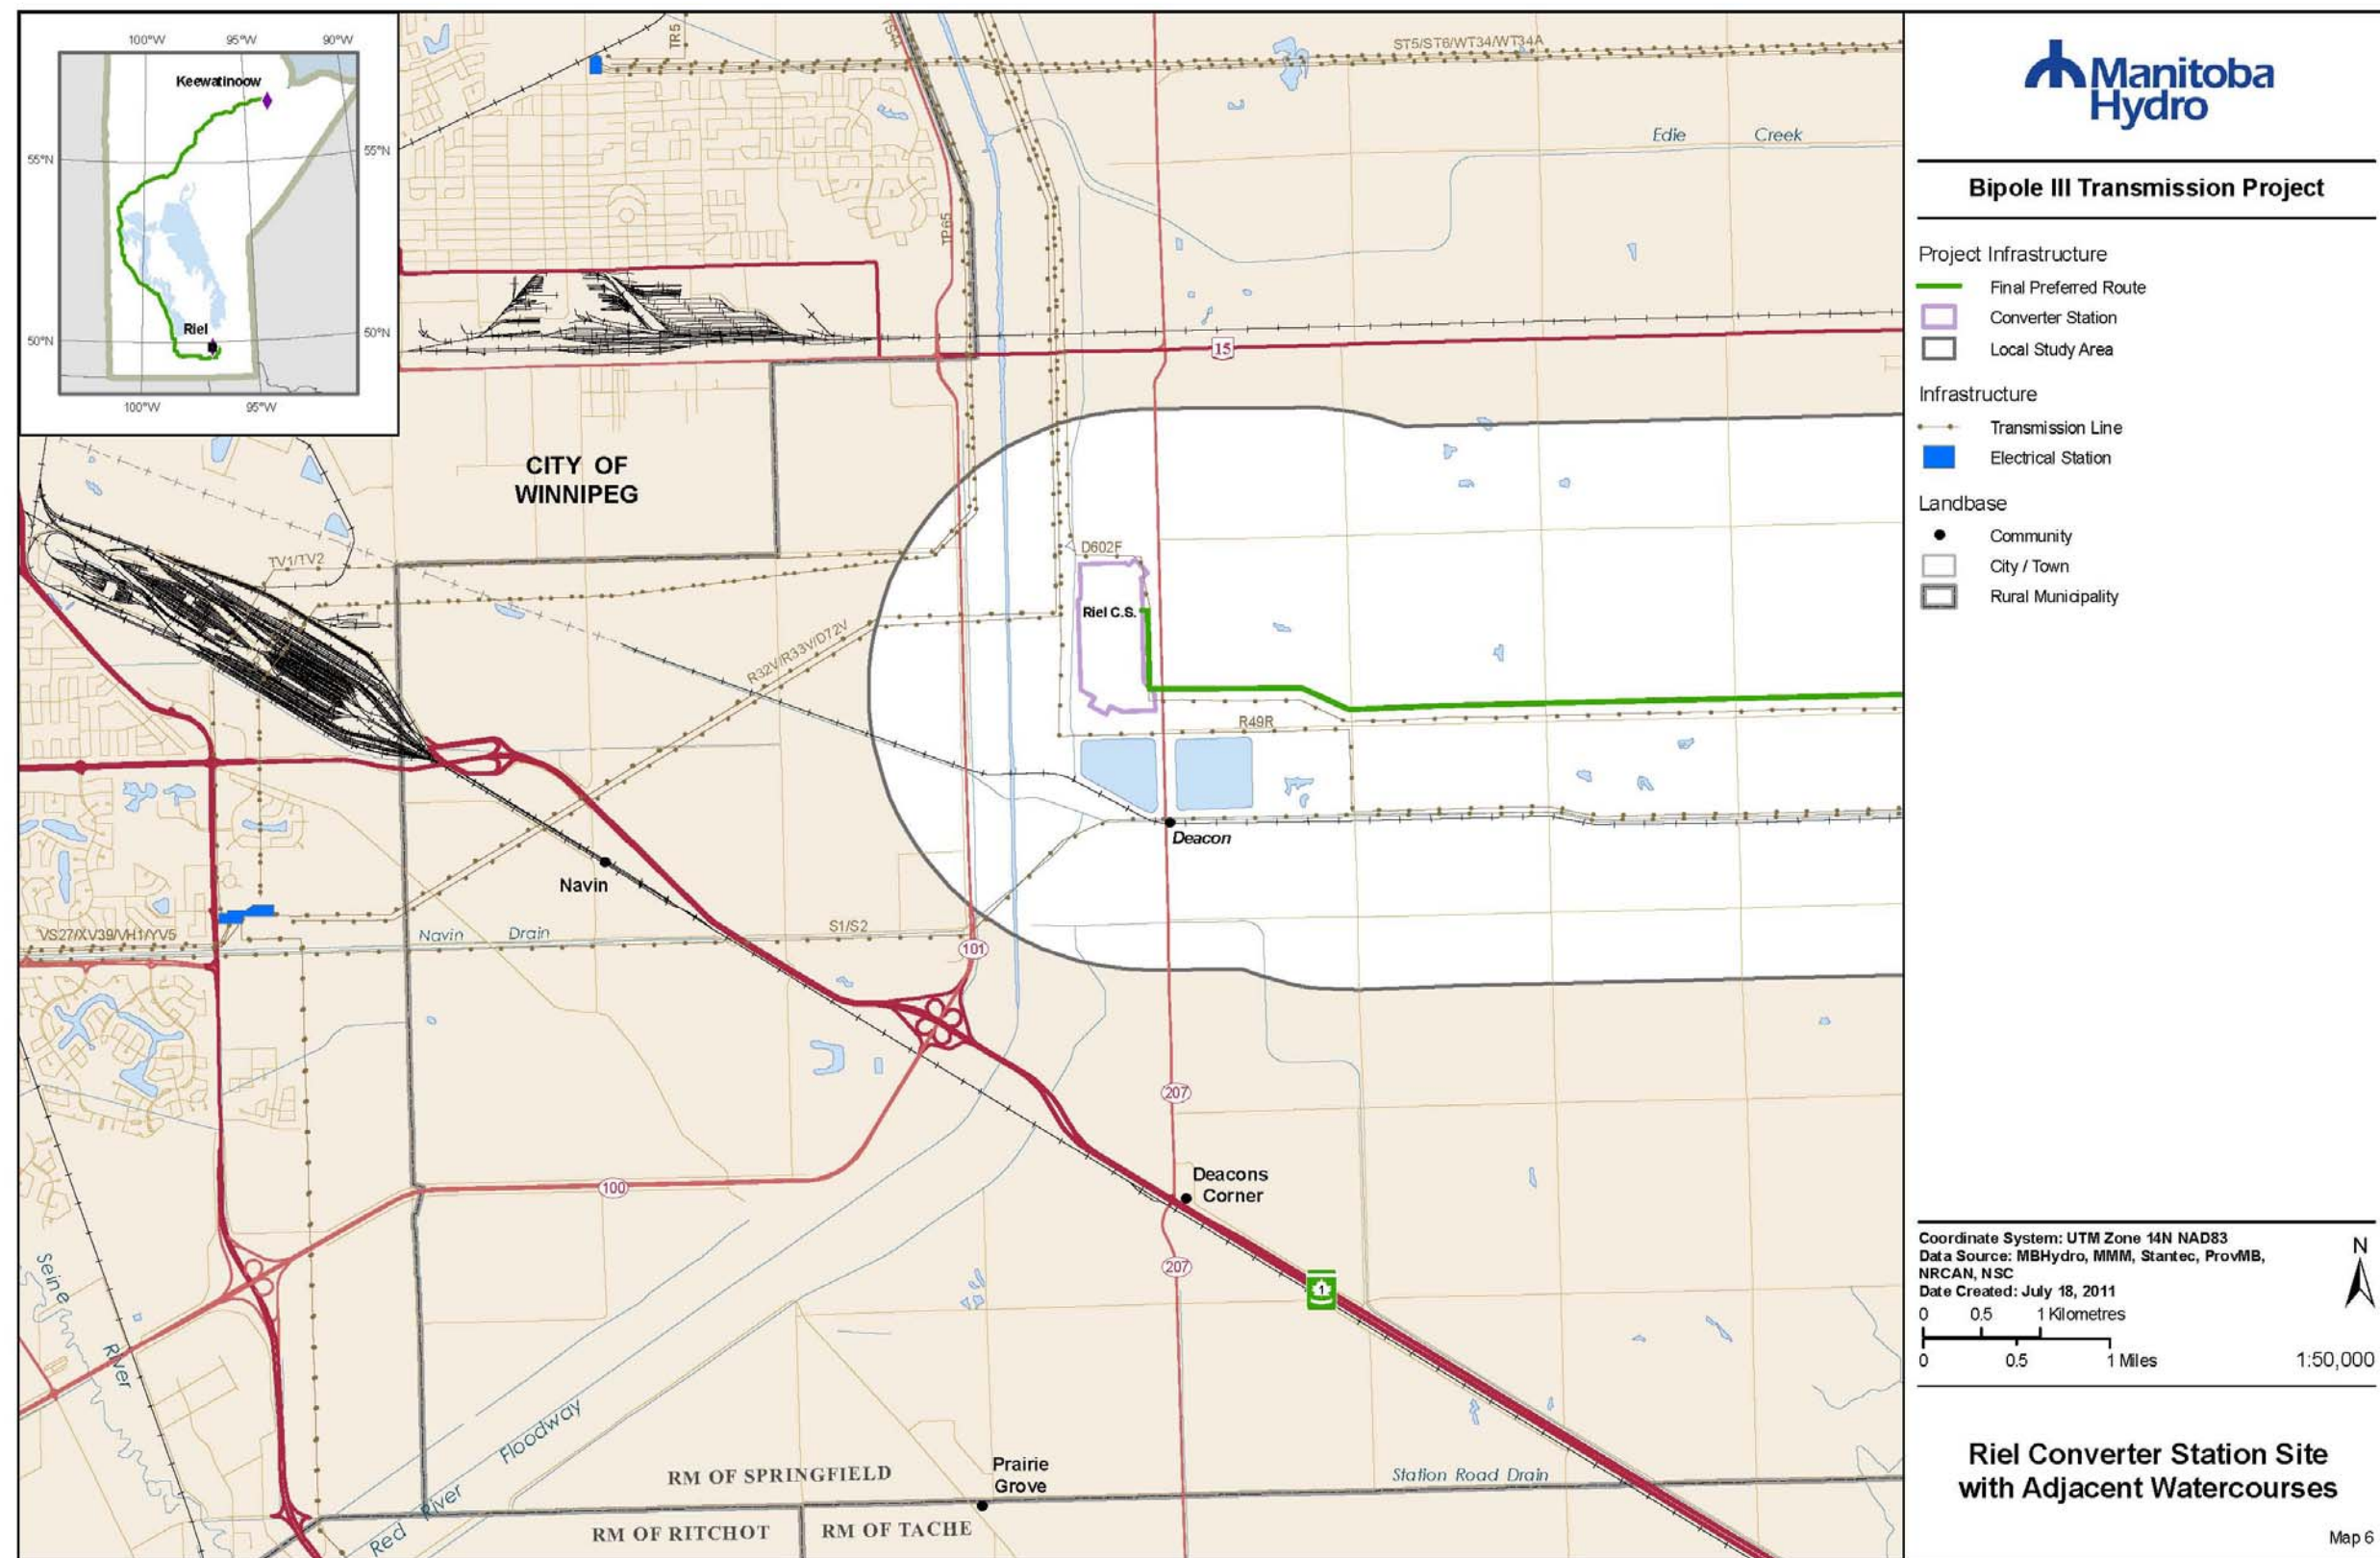 100°W 95°W 90°W
Keewatinoow
55°N
55°N
Riel
50°N
50°N
100°W 95°W
TR5
YS44
ST5/ST6/WT34/WT34A
Edie Creek
TP65
15
CITY OF
WINNIPEG
TV1/TV2
D602F
Riel C.S.
R32V/R33V/D72V
R49R
Deacon
Navin
VS27/XV39/VH1/YV5
Navin Drain
S1/S2
101
207
Deacons
Corner
100
207
1
Seine River
Red River Floodway
Prairie
Grove
RM OF SPRINGFIELD
Station Road Drain
RM OF RITCHOT
RM OF TACHE
Manitoba
Hydro
Bipole III Transmission Project
Project Infrastructure
Final Preferred Route
Converter Station
Local Study Area
Infrastructure
Transmission Line
Electrical Station
Landbase
Community
City / Town
Rural Municipality
Coordinate System: UTM Zone 14N NAD83
Data Source: MBHydro, MMM, Stantec, ProvMB,
NRCAN, NSC
Date Created: July 18, 2011
N
0 0.5 1 Kilometres
0 0.5 1 Miles
1:50,000
Riel Converter Station Site
with Adjacent Watercourses
Map 6